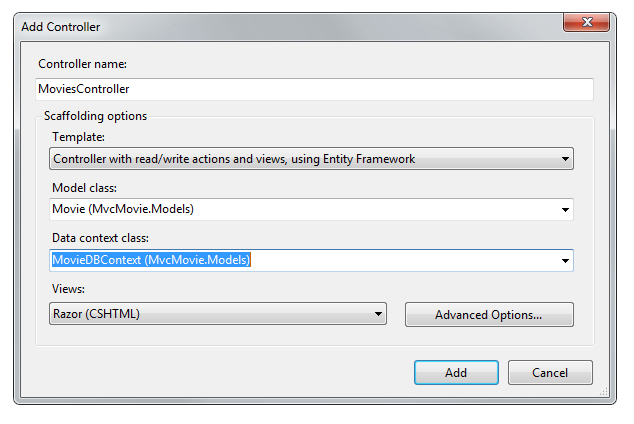 Add Controller
Controller name:
MoviesController
Scaffolding options
Template:
Controller with read/write actions and views, using Entity Framework
Model class:
Movie (MvcMovie.Models)
Data context class:
MovieDBContext (MvcMovie.Models)
Views:
Razor (CSHTML)
Advanced Options...
Add
Cancel